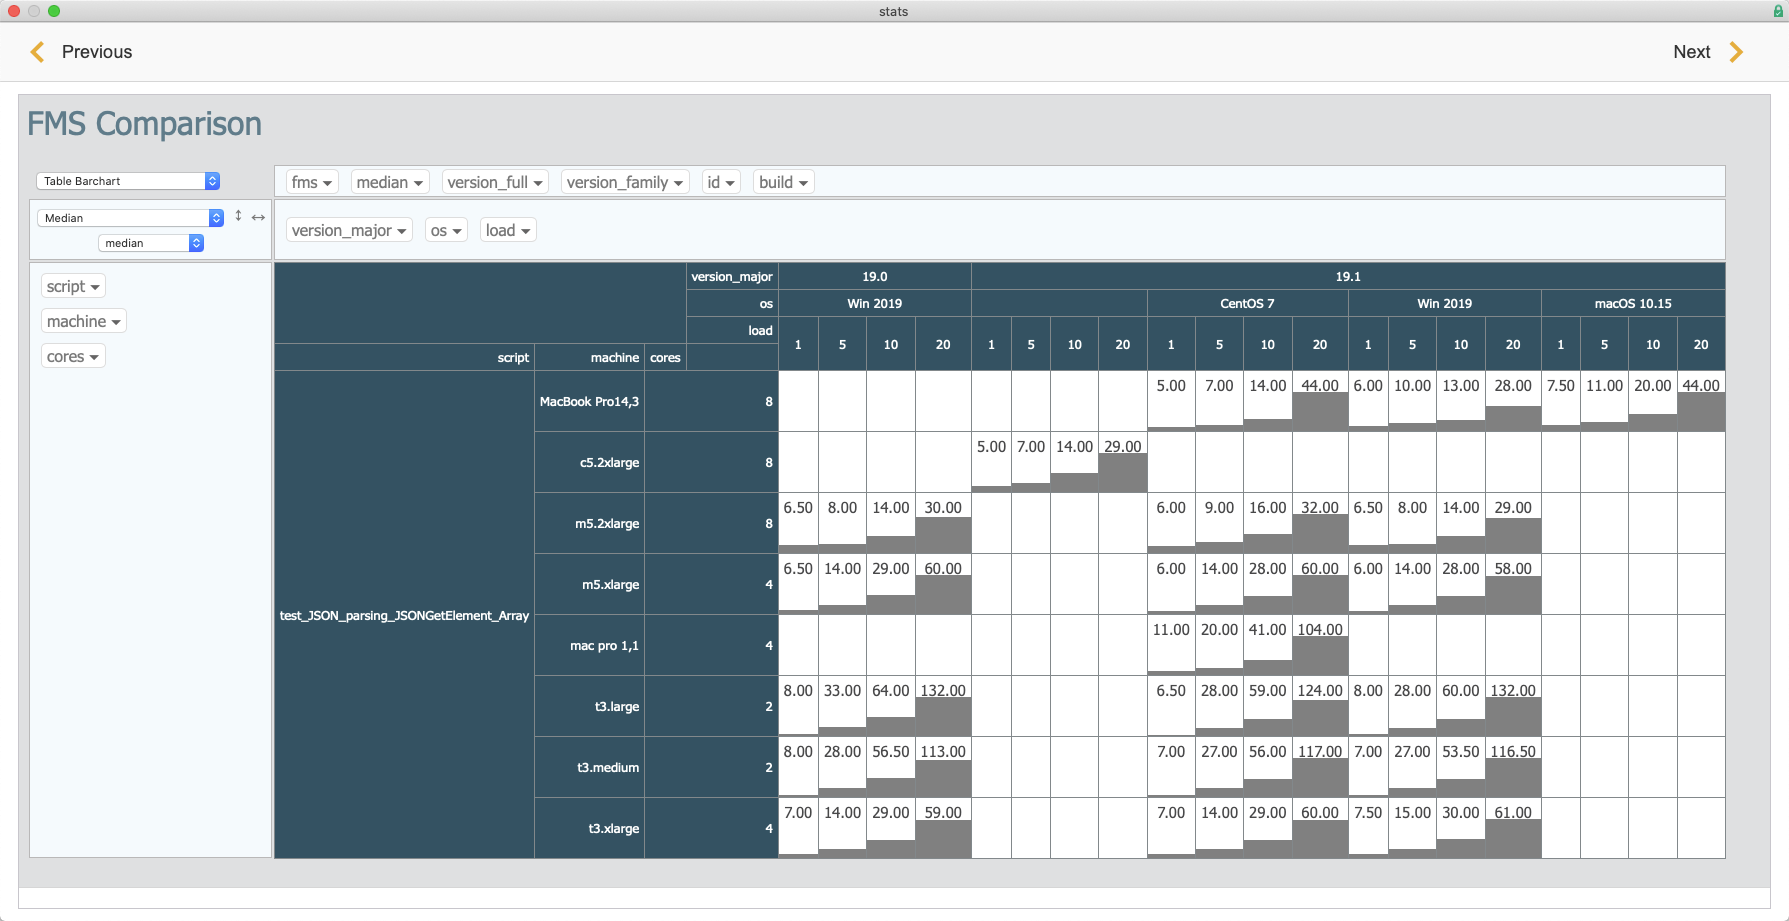 stats
Previous
Next
FMS Comparison
Table Barchart
fms
median
version_full
version_family
id
build
Median
median
version_major
os
load
script
machine
cores
version_major 19.0 19.1
os Win 2019 CentOS 7 Win 2019 macOS 10.15
load
1 5 10 20 1 5 10 20 1 5 10 20 1 5 10 20 1 5 10 20
script machine cores
MacBook Pro14,3 8 5.00 7.00 14.00 44.00 6.00 10.00 13.00 28.00 7.50 11.00 20.00 44.00
c5.2xlarge 8 5.00 7.00 14.00 29.00
m5.2xlarge 8 6.50 8.00 14.00 30.00 6.00 9.00 16.00 32.00 6.50 8.00 14.00 29.00
m5.xlarge 4 6.50 14.00 29.00 60.00 6.00 14.00 28.00 60.00 6.00 14.00 28.00 58.00
test_JSON_parsing_JSONGetElement_Array
mac pro 1,1 4 11.00 20.00 41.00 104.00
t3.large 2 8.00 33.00 64.00 132.00 6.50 28.00 59.00 124.00 8.00 28.00 60.00 132.00
t3.medium 2 8.00 28.00 56.50 113.00 7.00 27.00 56.00 117.00 7.00 27.00 53.50 116.50
t3.xlarge 4 7.00 14.00 29.00 59.00 7.00 14.00 29.00 60.00 7.50 15.00 30.00 61.00